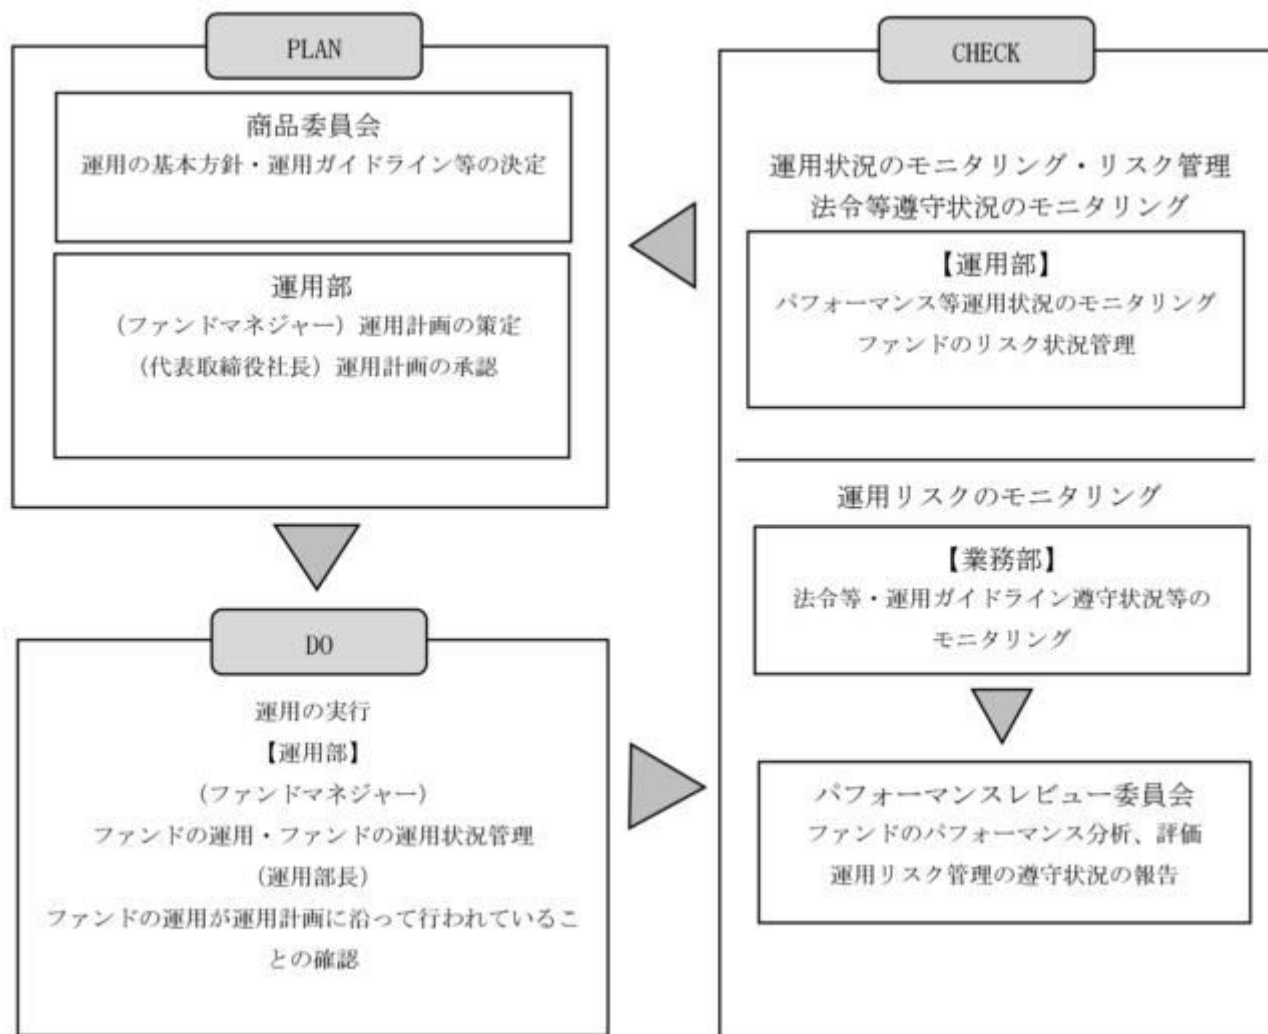 PLAN
商品委員会
運用の基本方針・運用ガイドライン等の決定
運用部
(ファンドマネジャー) 運用計画の策定
(代表取締役社長) 運用計画の承認
DO
運用の実行
【運用部】
(ファンドマネジャー)
ファンドの運用・ファンドの運用状況管理
(運用部長)
ファンドの運用が運用計画に沿って行われているこ
との確認
CHECK
運用状況のモニタリング・リスク管理
法令等遵守状況のモニタリング
【運用部】
パフォーマンス等運用状況のモニタリング
ファンドのリスク状況管理
運用リスクのモニタリング
【業務部】
法令等・運用ガイドライン遵守状況等の
モニタリング
パフォーマンスレビュー委員会
ファンドのパフォーマンス分析、評価
運用リスク管理の遵守状況の報告